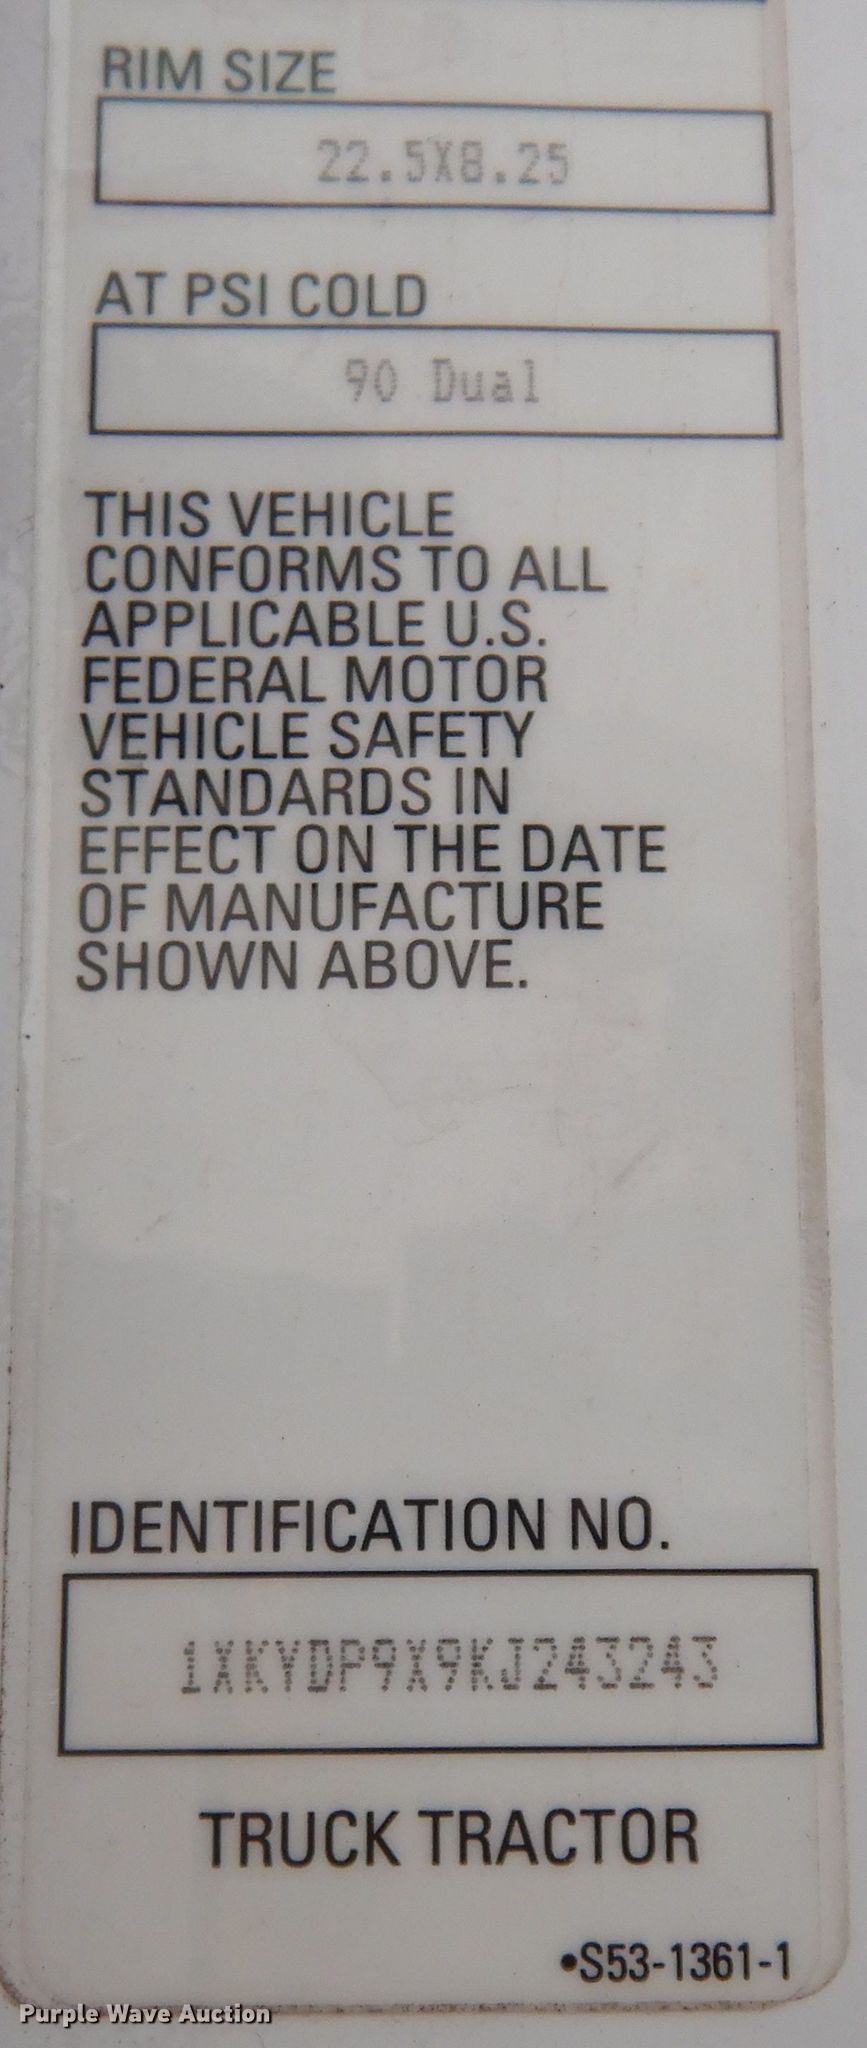 RIM SIZE
22.5X8.25
AT PSI COLD
90 Dual
THIS VEHICLE
CONFORMS TO ALL
APPLICABLE U.S.
FEDERAL MOTOR
VEHICLE SAFETY
STANDARDS IN
EFFECT ON THE DATE
OF MANUFACTURE
SHOWN ABOVE.
IDENTIFICATION NO.
1XKYDP9X9KJ243243
TRUCK TRACTOR
•S53-1361-1
Purple Wave Auction